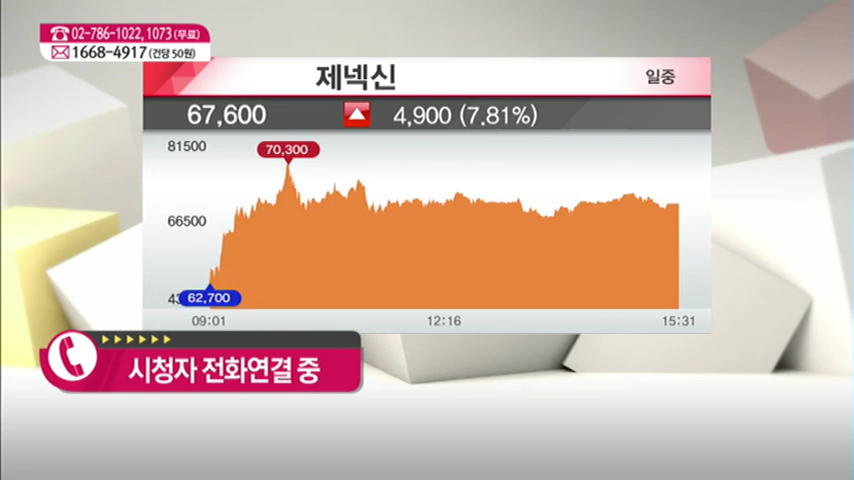 02-786-1022, 1073 (무료)
1668-4917 (건당 50원)
제넥신
일중
67,600
4,900 (7.81%)
81500
70,300
66500
62,700
09:01
12:16
15:31
시청자 전화연결 중